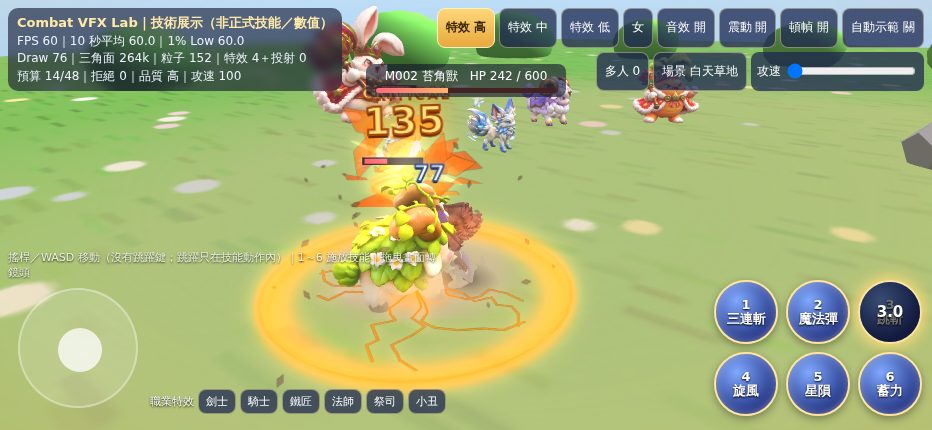 Combat VFX Lab｜技術展示（非正式技能／數值）
FPS 60｜10 秒平均 60.0｜1% Low 60.0
Draw 76｜三角面 264k｜粒子 152｜特效 4＋投射 0
預算 14/48｜拒絕 0｜品質 高｜攻速 100
特效 高
特效 中
特效 低
女
音效 開
震動 開
頓幀 開
自動示範 關
多人 0
場景 白天草地
攻速
M002 苔角獸 HP 242 / 600
135
77
搖桿／WASD 移動（沒有跳躍鍵；跳躍只在技能動作內）｜1～6 施放技能｜拖曳畫面轉
鏡頭
1
三連斬
2
魔法彈
3.0
4
旋風
5
星隕
6
蓄力
職業特效
劍士
騎士
鐵匠
法師
祭司
小丑